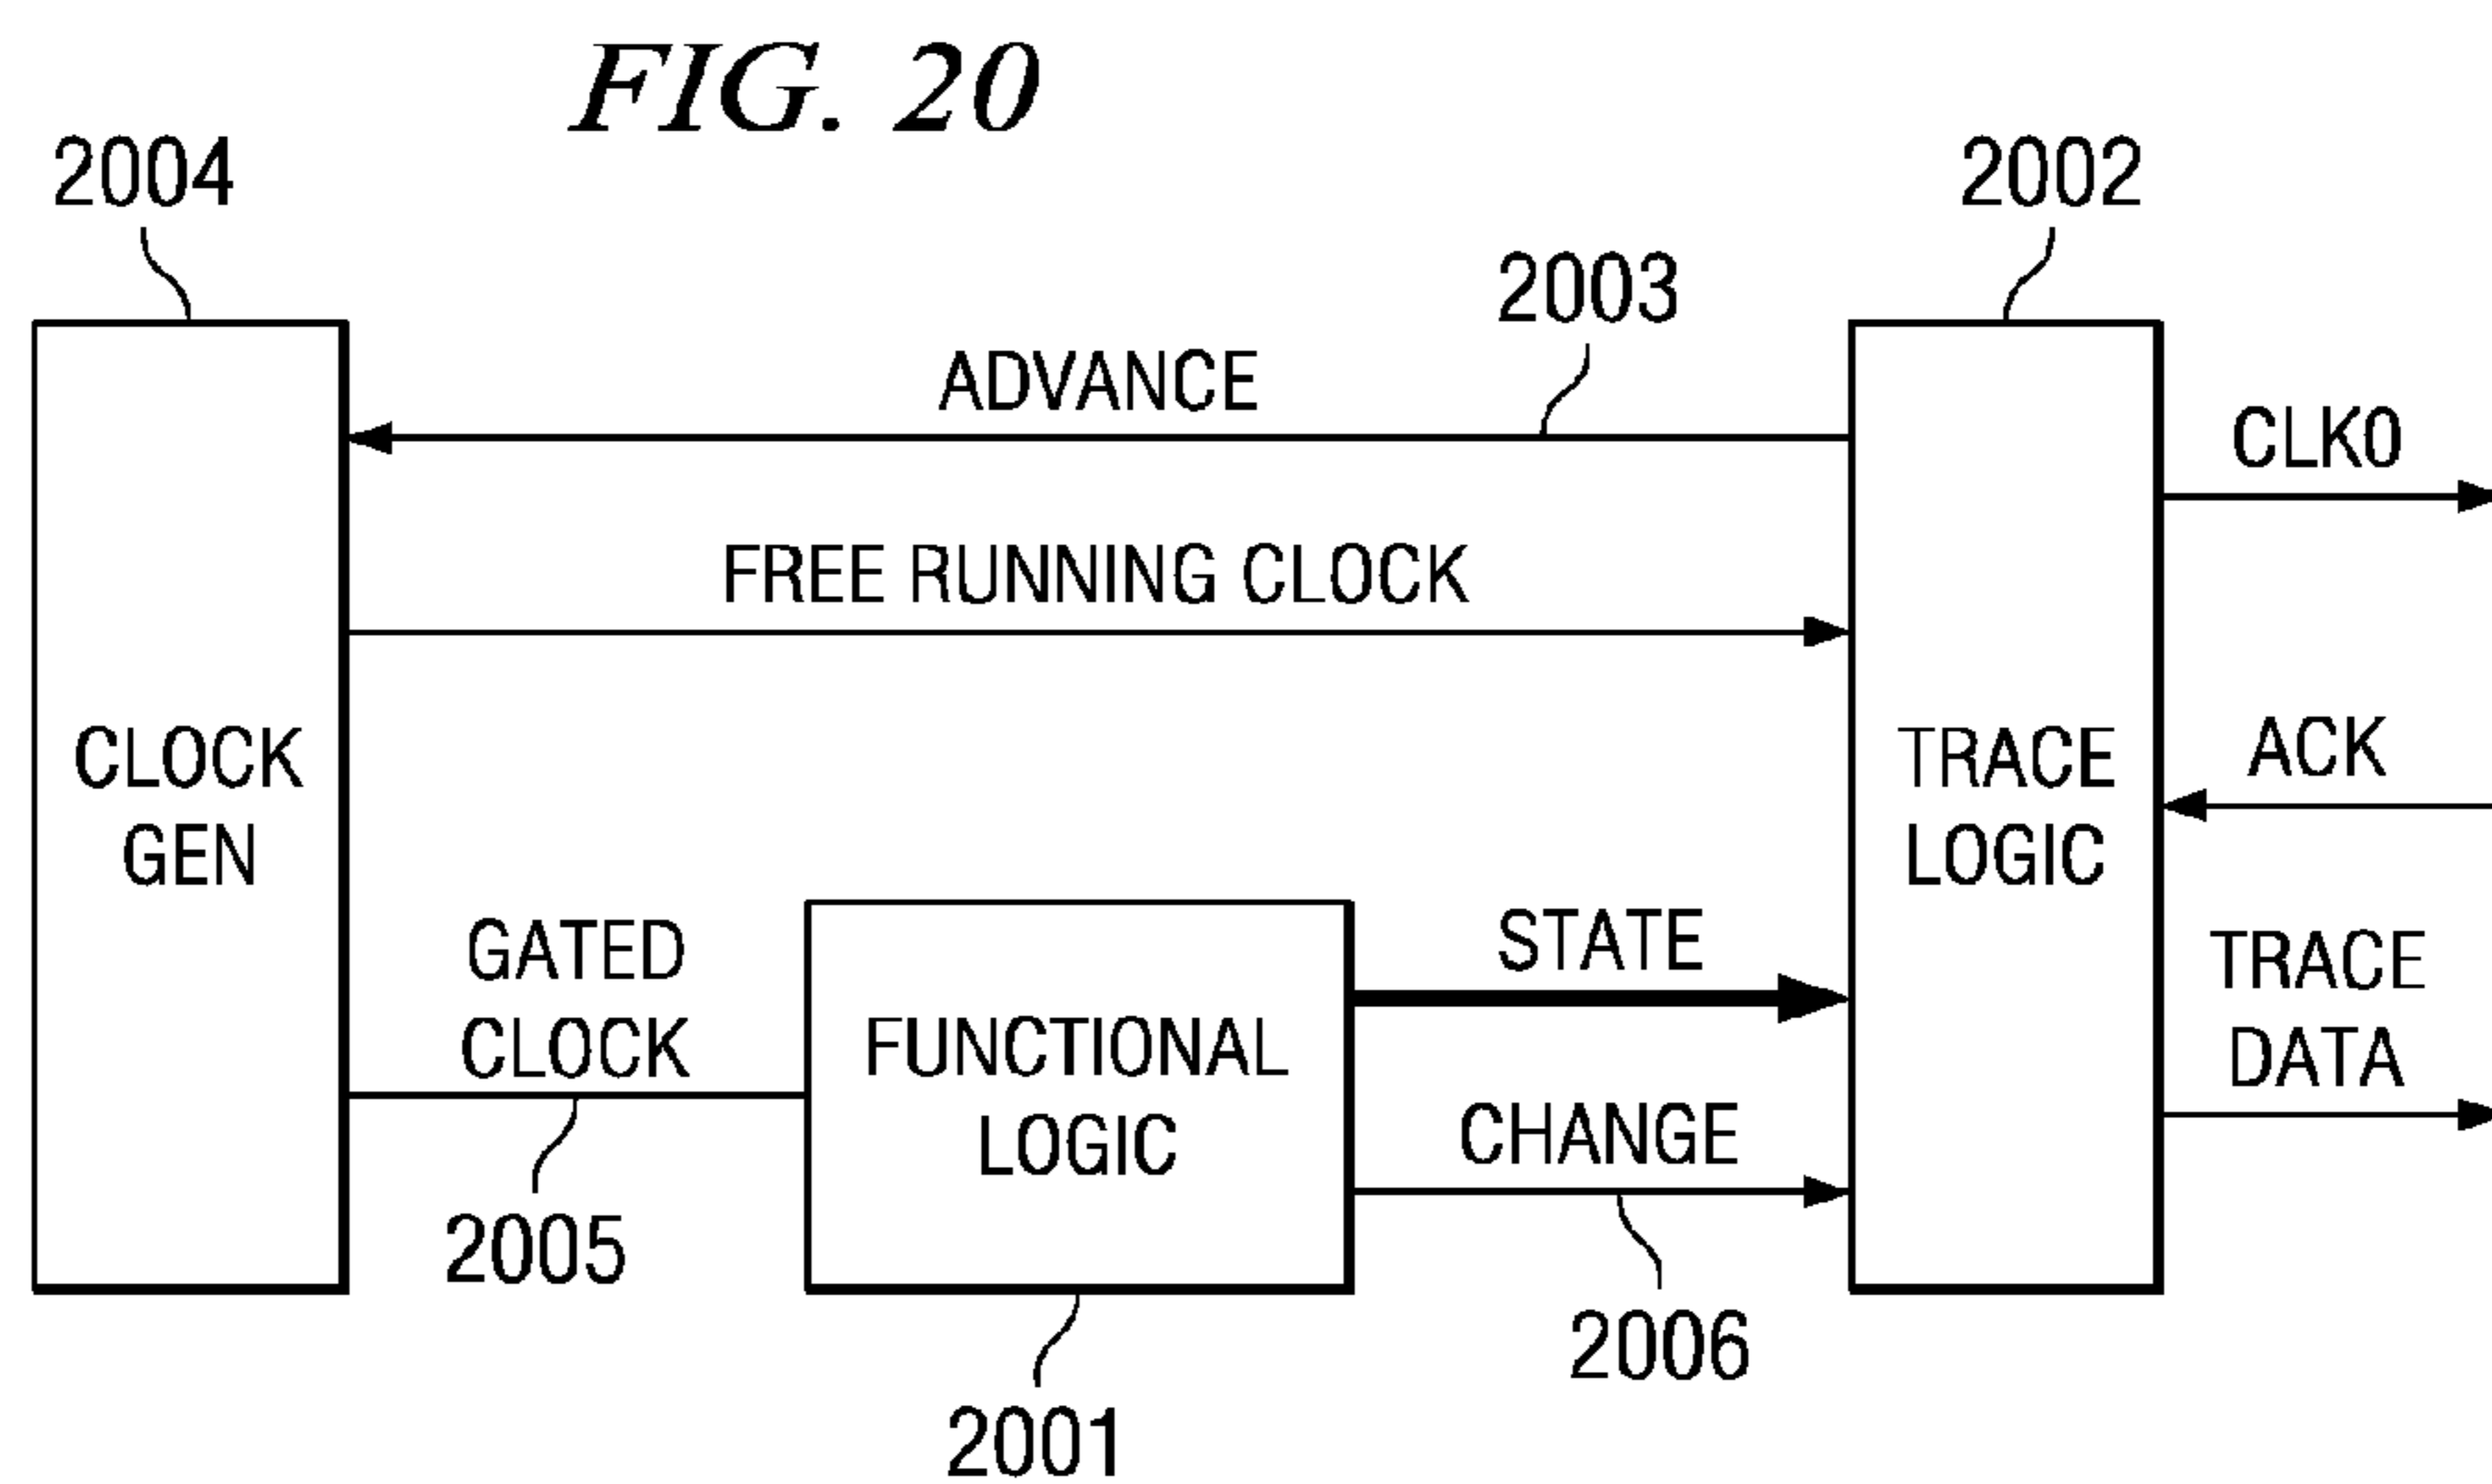 FIG. 20
2004
2002
2003
ADVANCE
CLK0
FREE RUNNING CLOCK
CLOCK
GEN
TRACE
LOGIC
ACK
GATED
CLOCK
FUNCTIONAL
LOGIC
STATE
CHANGE
TRACE
DATA
2005
2006
2001